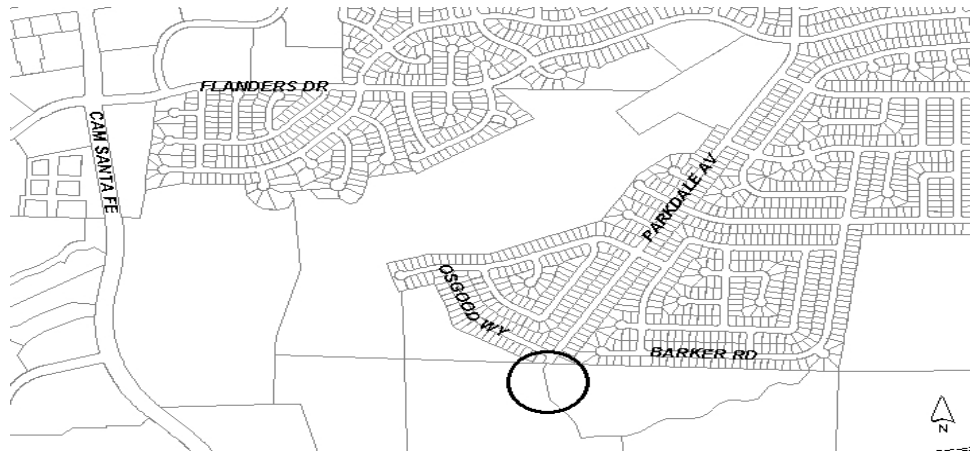 FLANDERS DR
CAM SANTA FE
PARKDALE AV
OSGOOD WY
BARKER RD
N